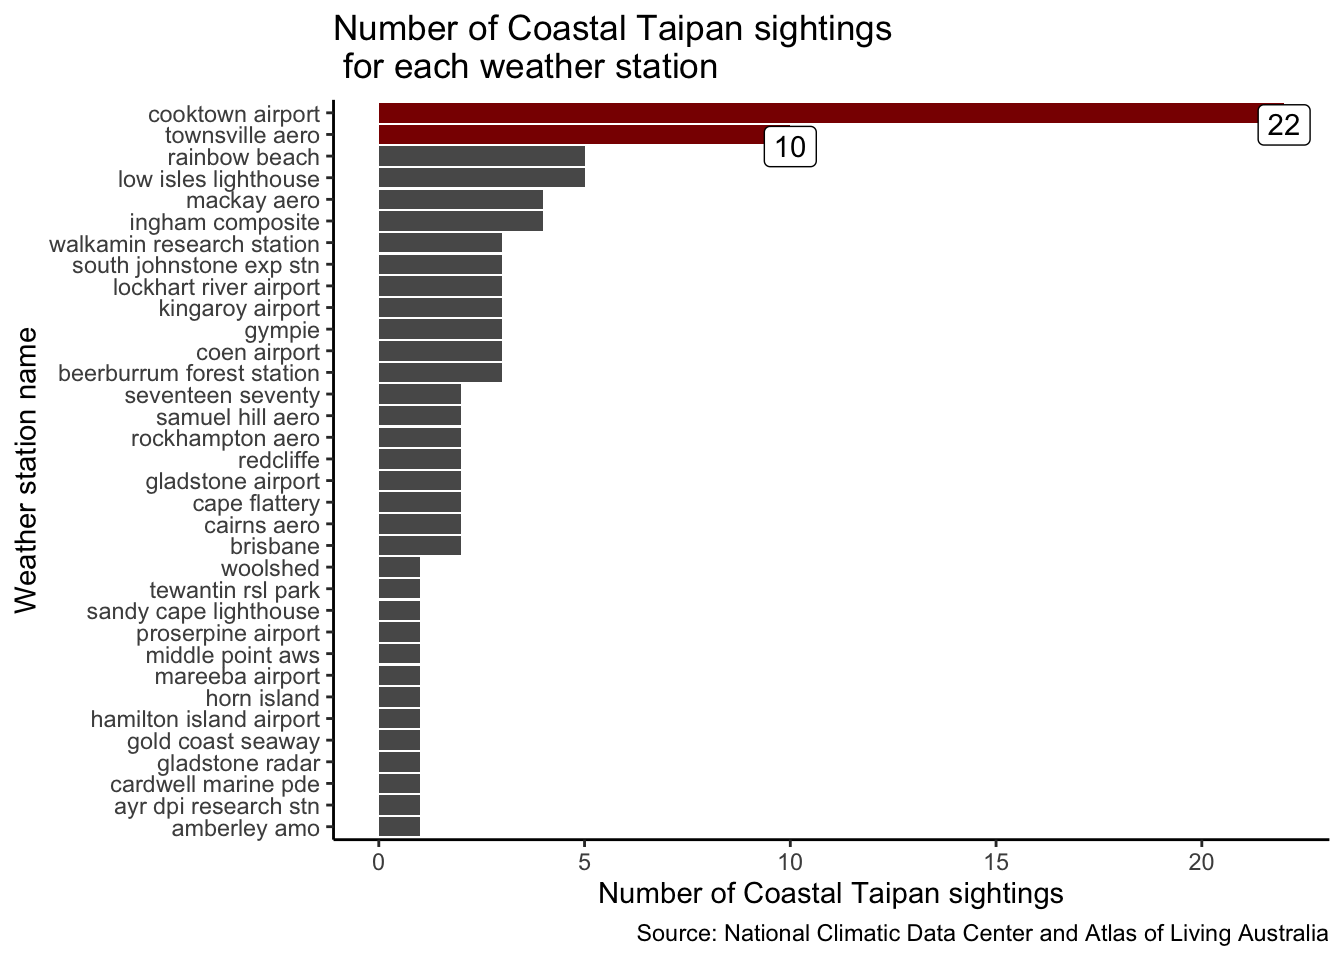 Number of Coastal Taipan sightings
for each weather station
Weather station name
cooktown airport
22
townsville aero
10
rainbow beach
low isles lighthouse
mackay aero
ingham composite
walkamin research station
south johnstone exp stn
lockhart river airport
kingaroy airport
gympie
coen airport
beerburrum forest station
seventeen seventy
samuel hill aero
rockhampton aero
redcliffe
gladstone airport
cape flattery
cairns aero
brisbane
woolshed
tewantin rsl park
sandy cape lighthouse
proserpine airport
middle point aws
mareeba airport
horn island
hamilton island airport
gold coast seaway
gladstone radar
cardwell marine pde
ayr dpi research stn
amberley amo
0 5 10 15 20
Number of Coastal Taipan sightings
Source: National Climatic Data Center and Atlas of Living Australia